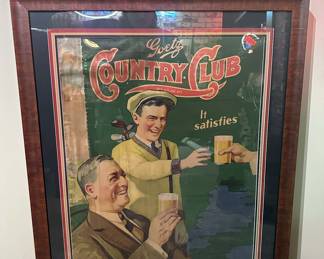 Goetz
COUNTRY CLUB
It
satisfies